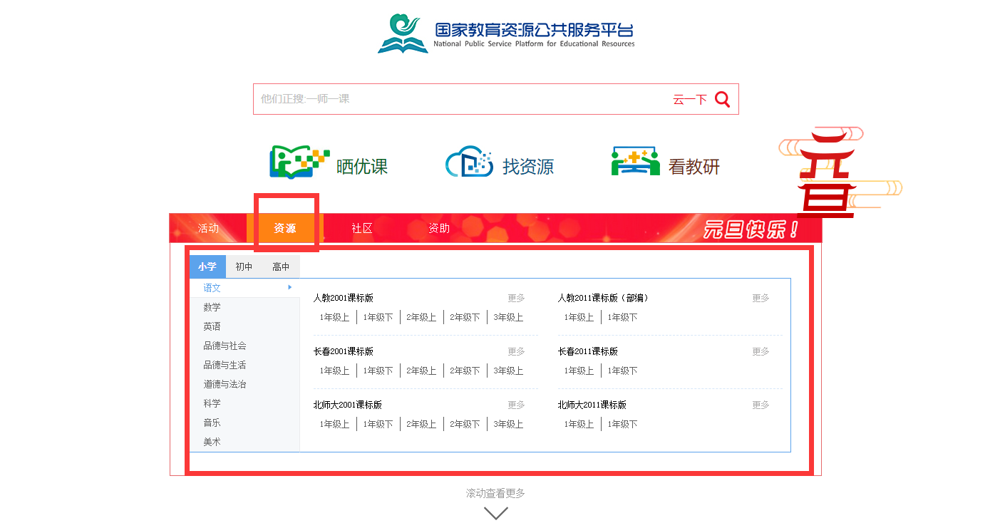 国家教育资源公共服务平台
National Public Service Platform for Educational Resources
他们正搜:一师一课
云一下
晒优课 找资源 看教研
元旦
活动 资源 社区 资助 元旦快乐!
小学 初中 高中
语文
数学
英语
品德与社会
品德与生活
道德与法治
科学
音乐
美术
人教2001课标版 更多
1年级上 1年级下 2年级上 2年级下 3年级上
人教2011课标版（部编） 更多
1年级上 1年级下
长春2001课标版 更多
1年级上 1年级下 2年级上 2年级下 3年级上
长春2011课标版 更多
1年级上 1年级下
北师大2001课标版 更多
1年级上 1年级下 2年级上 2年级下 3年级上
北师大2011课标版 更多
1年级上 1年级下
滚动查看更多